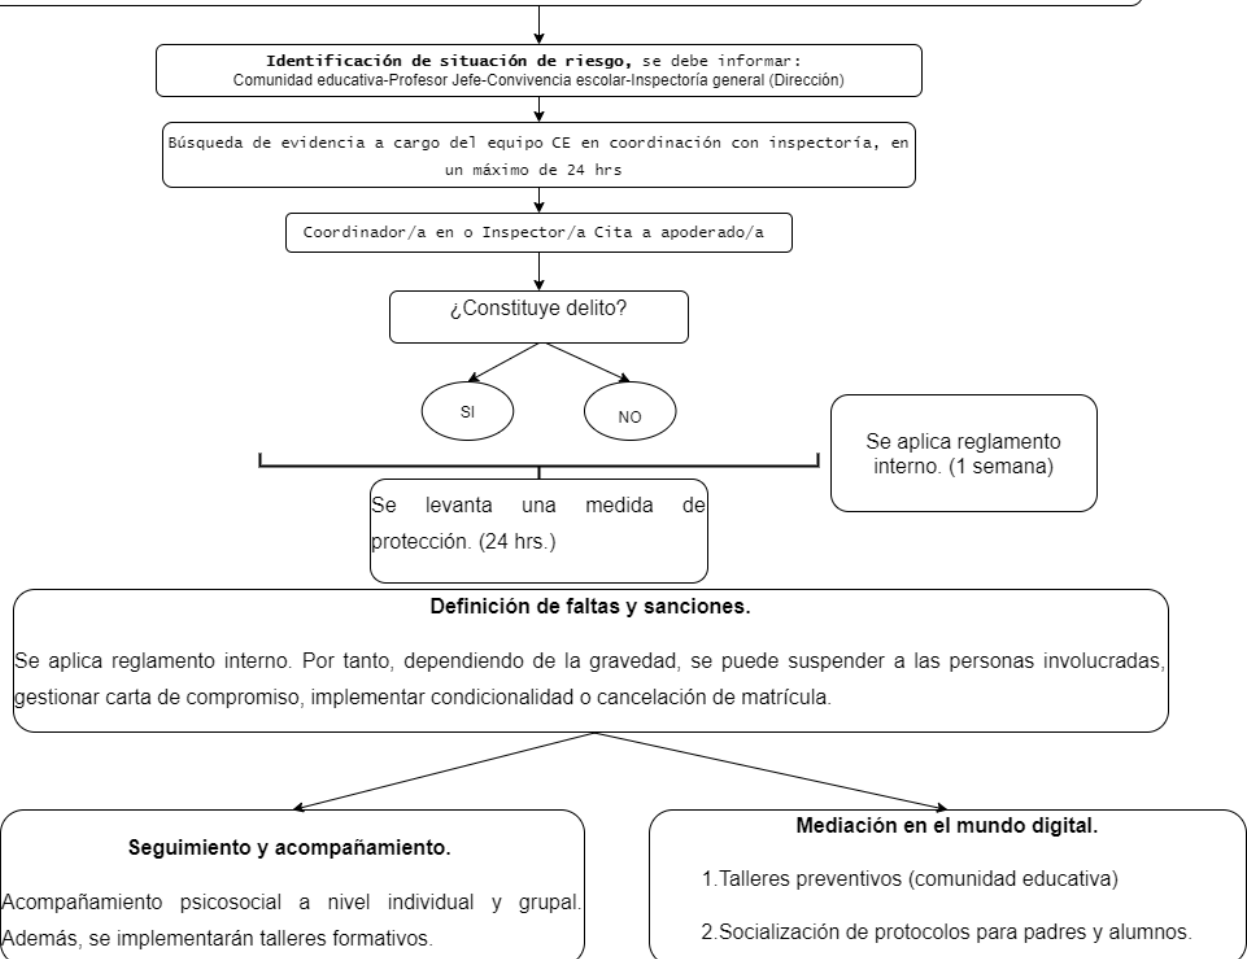 Identificación de situación de riesgo, se debe informar:
Comunidad educativa-Profesor Jefe-Convivencia escolar-Inspectoría general (Dirección)
Búsqueda de evidencia a cargo del equipo CE en coordinación con inspectoría, en
un máximo de 24 hrs
Coordinador/a en o Inspector/a Cita a apoderado/a
¿Constituye delito?
SI
NO
Se aplica reglamento
interno. (1 semana)
Se levanta una medida de
protección. (24 hrs.)
Definición de faltas y sanciones.
Se aplica reglamento interno. Por tanto, dependiendo de la gravedad, se puede suspender a las personas involucradas,
gestionar carta de compromiso, implementar condicionalidad o cancelación de matrícula.
Seguimiento y acompañamiento.
Acompañamiento psicosocial a nivel individual y grupal.
Además, se implementarán talleres formativos.
Mediación en el mundo digital.
1.Talleres preventivos (comunidad educativa)
2.Socialización de protocolos para padres y alumnos.